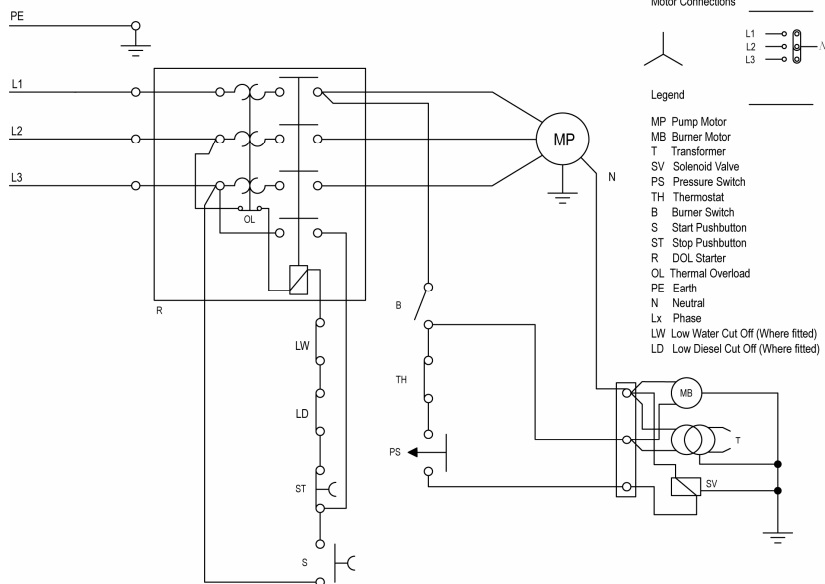 Motor Connections
PE
L1
L2
L3
L1
L2
L3
Legend
MP Pump Motor
MB Burner Motor
T Transformer
SV Solenoid Valve
PS Pressure Switch
TH Thermostat
B Burner Switch
S Start Pushbutton
ST Stop Pushbutton
R DOL Starter
OL Thermal Overload
PE Earth
N Neutral
Lx Phase
LW Low Water Cut Off (Where fitted)
LD Low Diesel Cut Off (Where fitted)
MP
N
OL
R
B
LW
TH
LD
PS
ST
S
MB
T
SV